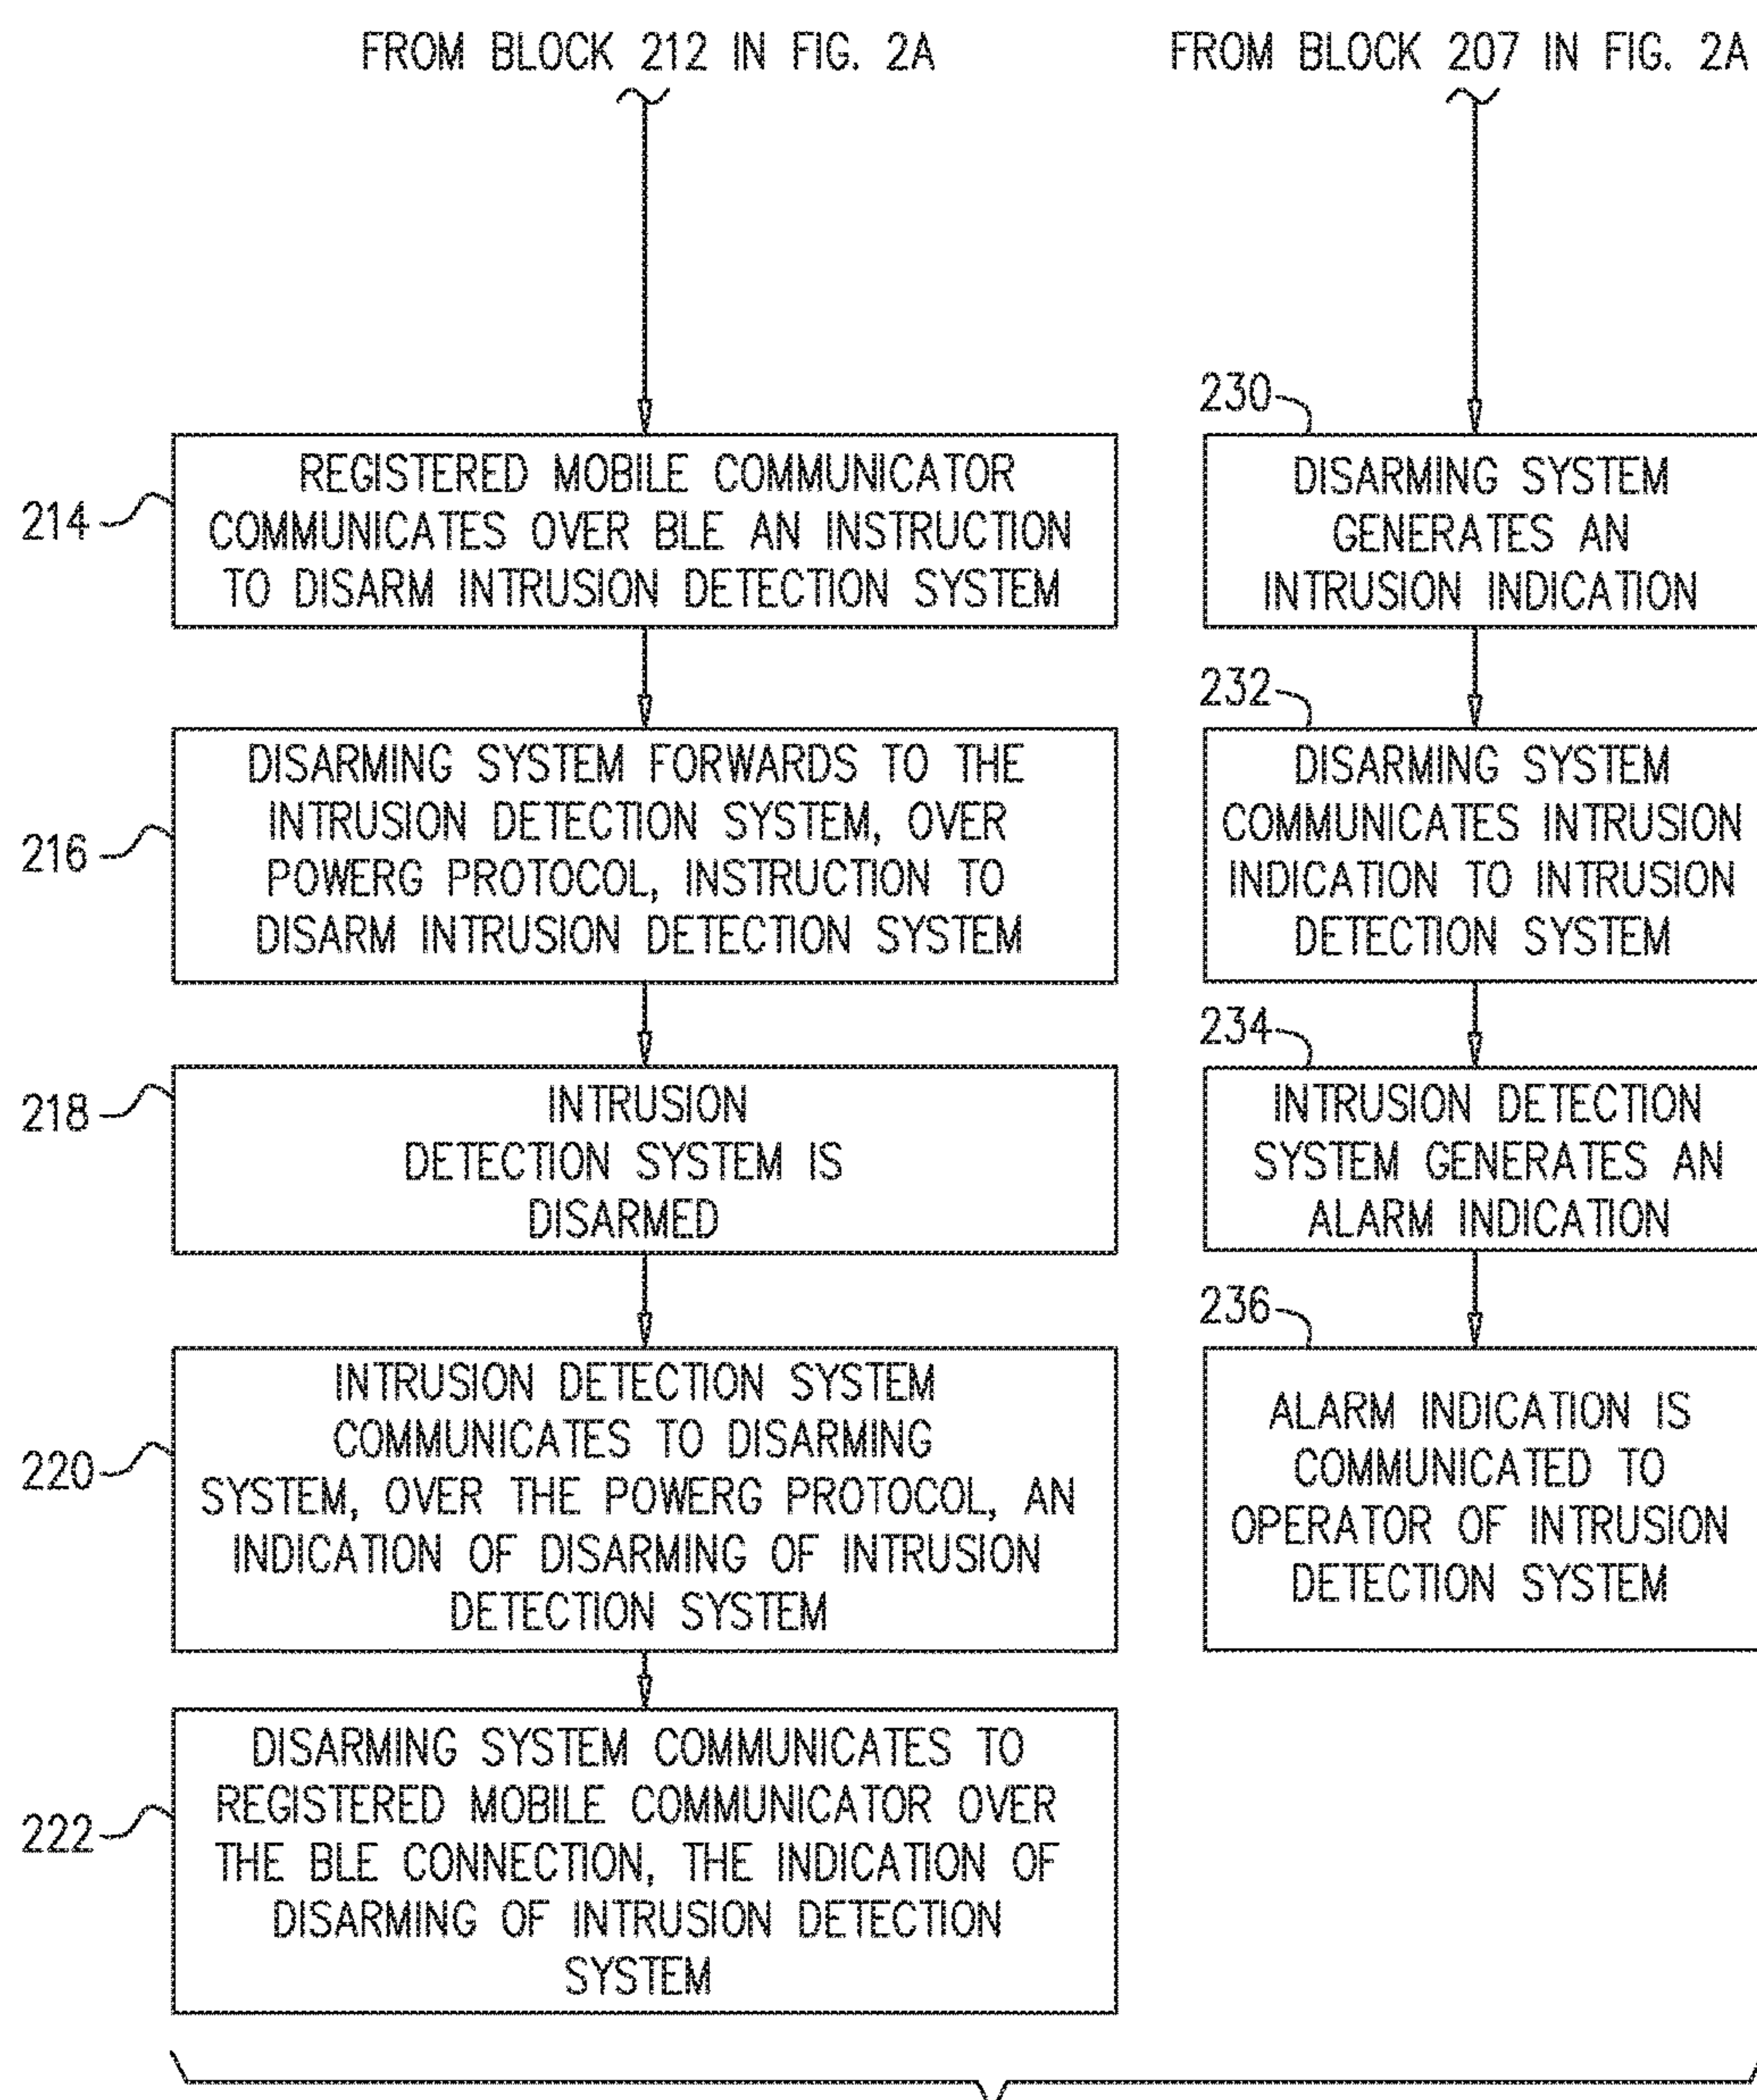 FROM BLOCK 212 IN FIG. 2A
FROM BLOCK 207 IN FIG. 2A
214
REGISTERED MOBILE COMMUNICATOR
COMMUNICATES OVER BLE AN INSTRUCTION
TO DISARM INTRUSION DETECTION SYSTEM
216
DISARMING SYSTEM FORWARDS TO THE
INTRUSION DETECTION SYSTEM, OVER
POWERG PROTOCOL, INSTRUCTION TO
DISARM INTRUSION DETECTION SYSTEM
218
INTRUSION
DETECTION SYSTEM IS
DISARMED
220
INTRUSION DETECTION SYSTEM
COMMUNICATES TO DISARMING
SYSTEM, OVER THE POWERG PROTOCOL, AN
INDICATION OF DISARMING OF INTRUSION
DETECTION SYSTEM
222
DISARMING SYSTEM COMMUNICATES TO
REGISTERED MOBILE COMMUNICATOR OVER
THE BLE CONNECTION, THE INDICATION OF
DISARMING OF INTRUSION DETECTION
SYSTEM
230
DISARMING SYSTEM
GENERATES AN
INTRUSION INDICATION
232
DISARMING SYSTEM
COMMUNICATES INTRUSION
INDICATION TO INTRUSION
DETECTION SYSTEM
234
INTRUSION DETECTION
SYSTEM GENERATES AN
ALARM INDICATION
236
ALARM INDICATION IS
COMMUNICATED TO
OPERATOR OF INTRUSION
DETECTION SYSTEM